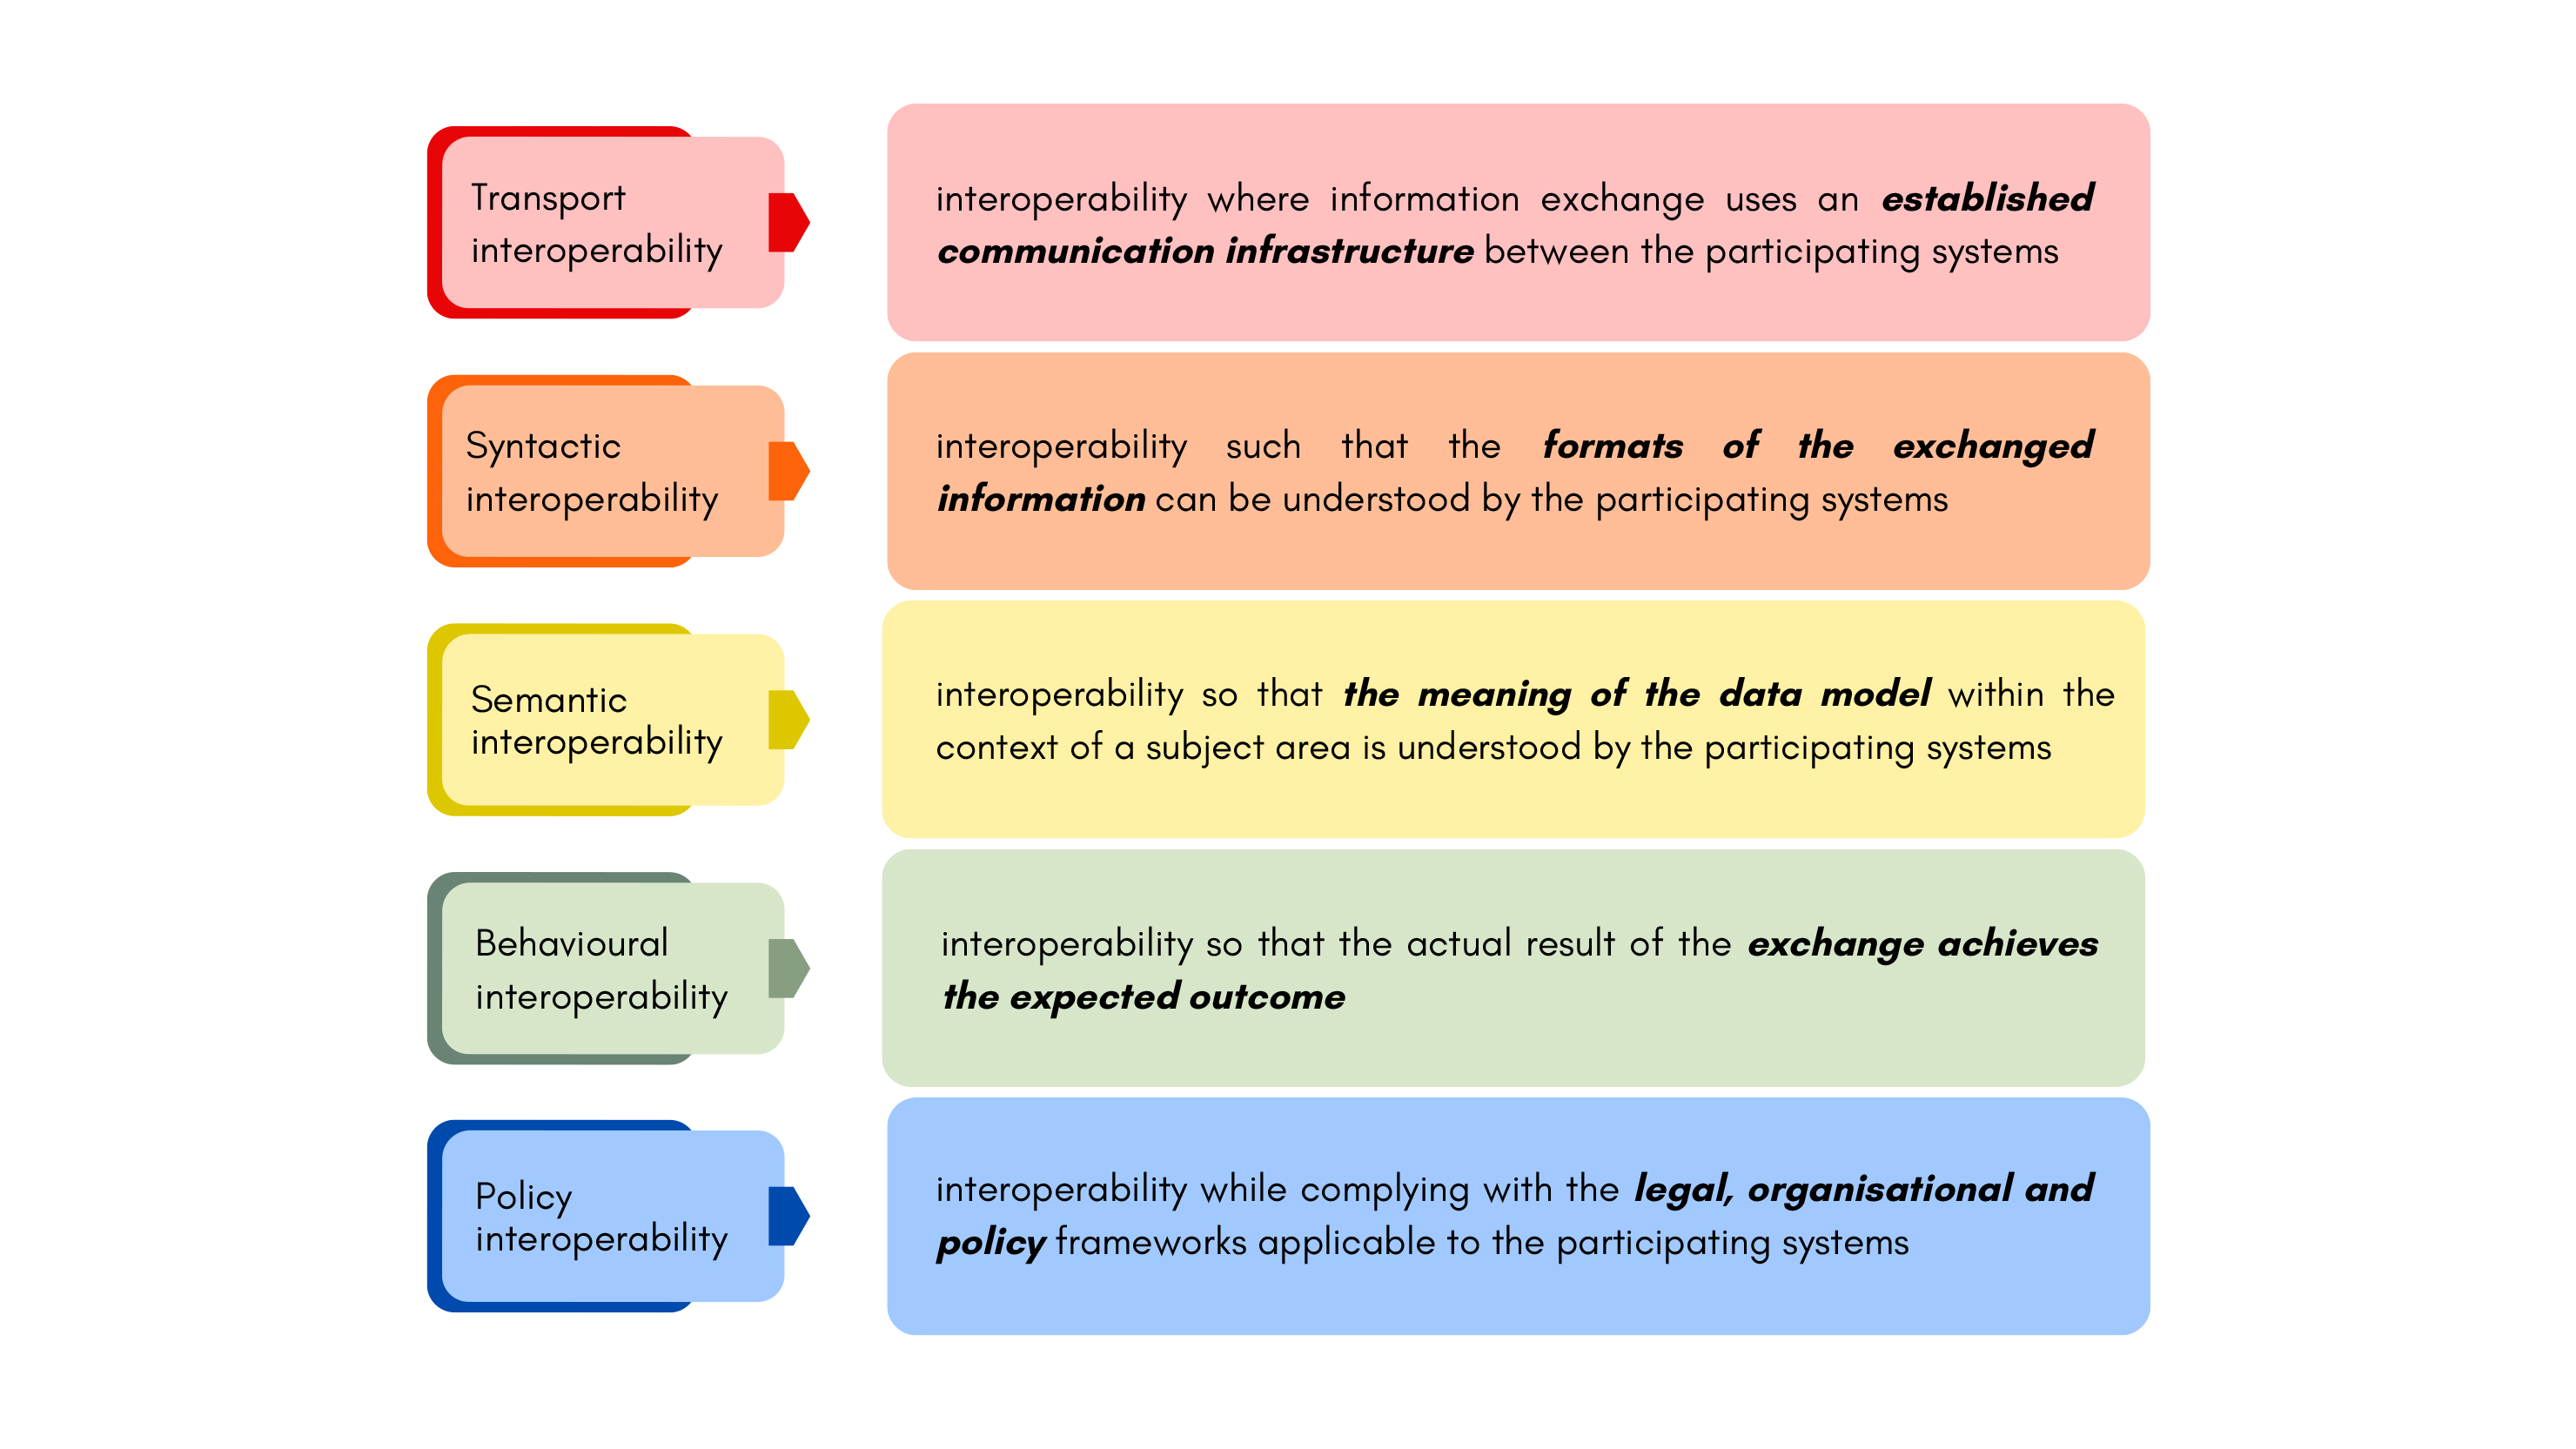 Transport
interoperability
interoperability where information exchange uses an established
communication infrastructure between the participating systems
Syntactic
interoperability
interoperability such that the formats of the exchanged
information can be understood by the participating systems
Semantic
interoperability
interoperability so that the meaning of the data model within the
context of a subject area is understood by the participating systems
Behavioural
interoperability
interoperability so that the actual result of the exchange achieves
the expected outcome
Policy
interoperability
interoperability while complying with the legal, organisational and
policy frameworks applicable to the participating systems